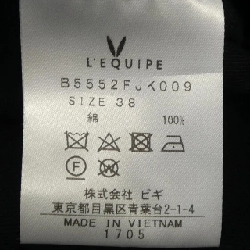 L'EQUIPE
B5552FJK009
SIZE 38
綿 100%
株式会社 ビギ
東京都目黒区青葉台2-1-4
MADE IN VIETNAM
1705